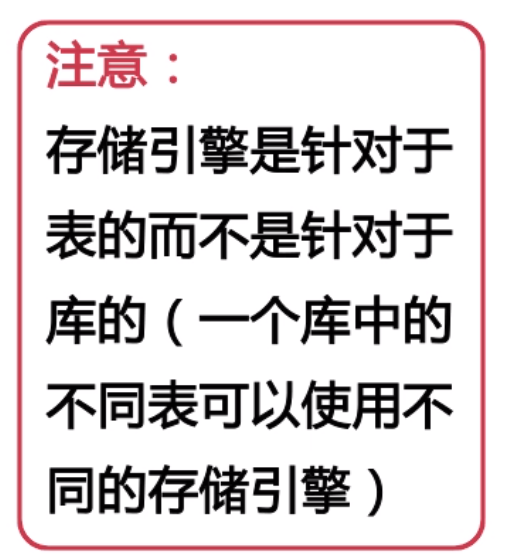 注意：
存储引擎是针对于
表的而不是针对于
库的（一个库中的
不同表可以使用不
同的存储引擎）